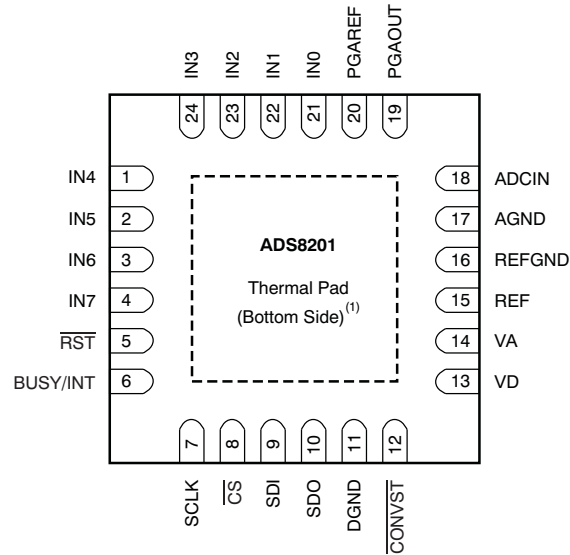 IN3
IN2
IN1
IN0
PGAREF
PGAOUT
24
23
22
21
20
19
IN4 1
IN5 2
IN6 3
IN7 4
RST 5
BUSY/INT 6
ADS8201
Thermal Pad
(Bottom Side)(1)
18 ADCIN
17 AGND
16 REFGND
15 REF
14 VA
13 VD
7
8
9
10
11
12
SCLK
CS
SDI
SDO
DGND
CONVST